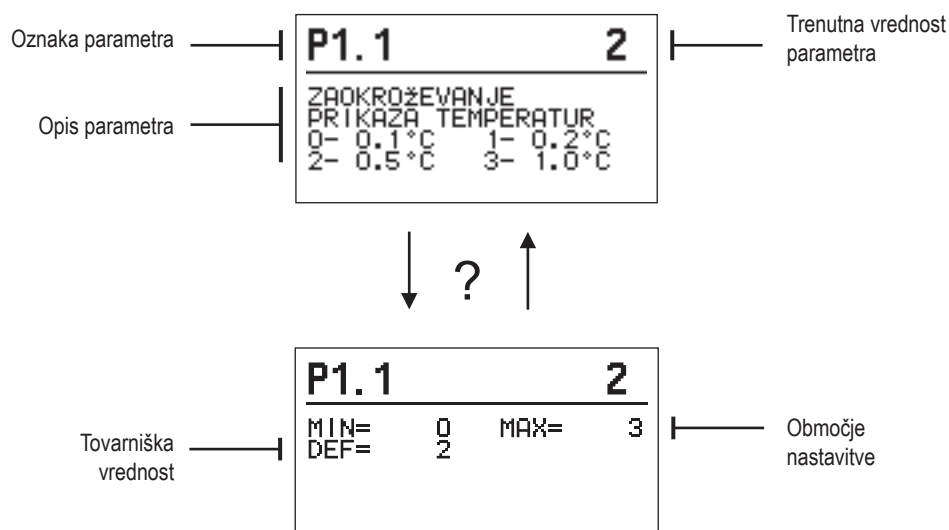 Oznaka parametra
P1.1 2
Trenutna vrednost
parametra
Opis parametra
ZAOKROŽEVANJE
PRIKAZA TEMPERATUR
0- 0.1°C 1- 0.2°C
2- 0.5°C 3- 1.0°C
?
P1.1 2
MIN= 0 MAX= 3
DEF= 2
Tovarniška
vrednost
Območje
nastavitve